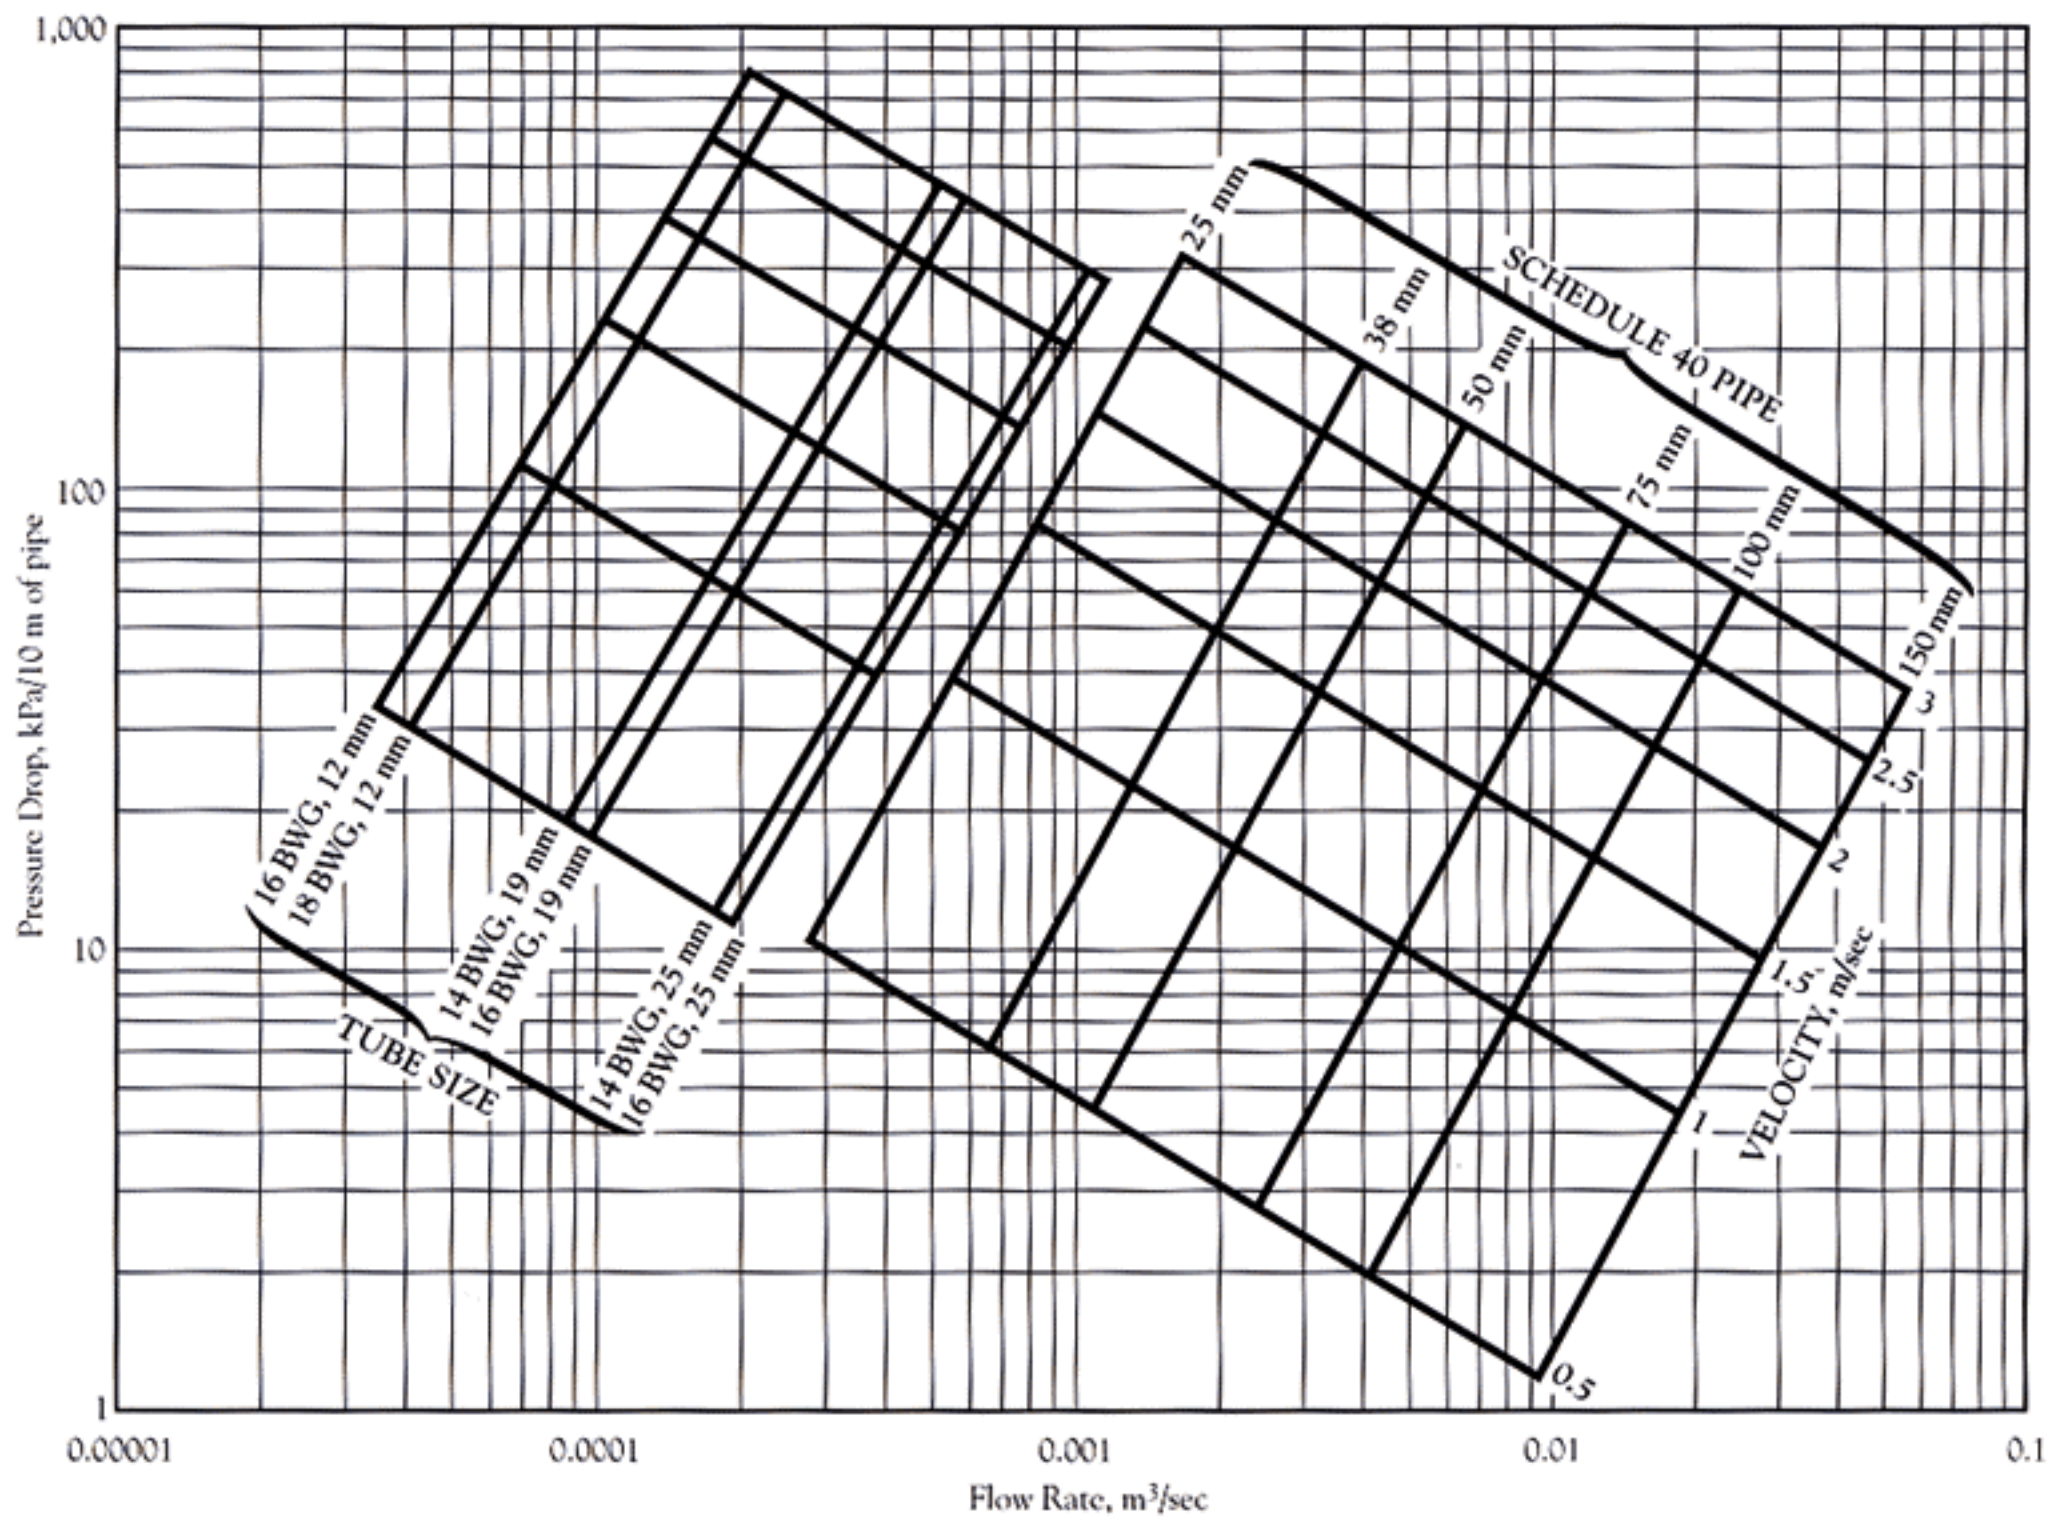 1,000
100
10
1
Pressure Drop, kPa/10 m of pipe
0.00001
0.0001
0.001
0.01
0.1
Flow Rate, m³/sec
16 BWG, 12 mm
18 BWG, 12 mm
14 BWG, 19 mm
16 BWG, 19 mm
14 BWG, 25 mm
16 BWG, 25 mm
TUBE SIZE
25 mm
38 mm
50 mm
75 mm
100 mm
150 mm
SCHEDULE 40 PIPE
3
2.5
2
1.5
1
0.5
VELOCITY, m/sec